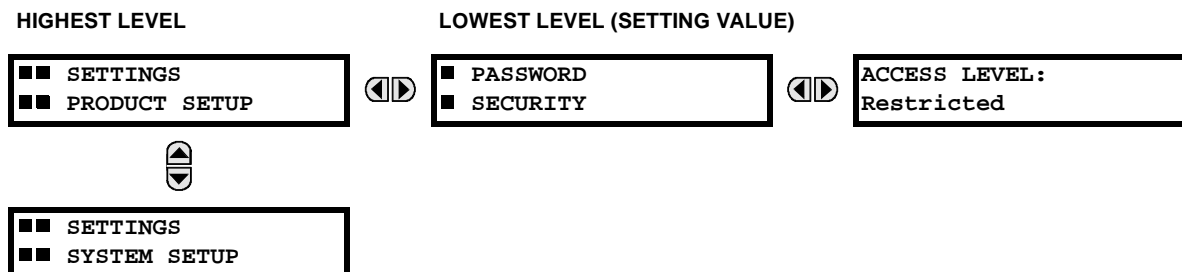 HIGHEST LEVEL
LOWEST LEVEL (SETTING VALUE)
SETTINGS
PRODUCT SETUP
PASSWORD
SECURITY
ACCESS LEVEL:
Restricted
SETTINGS
SYSTEM SETUP